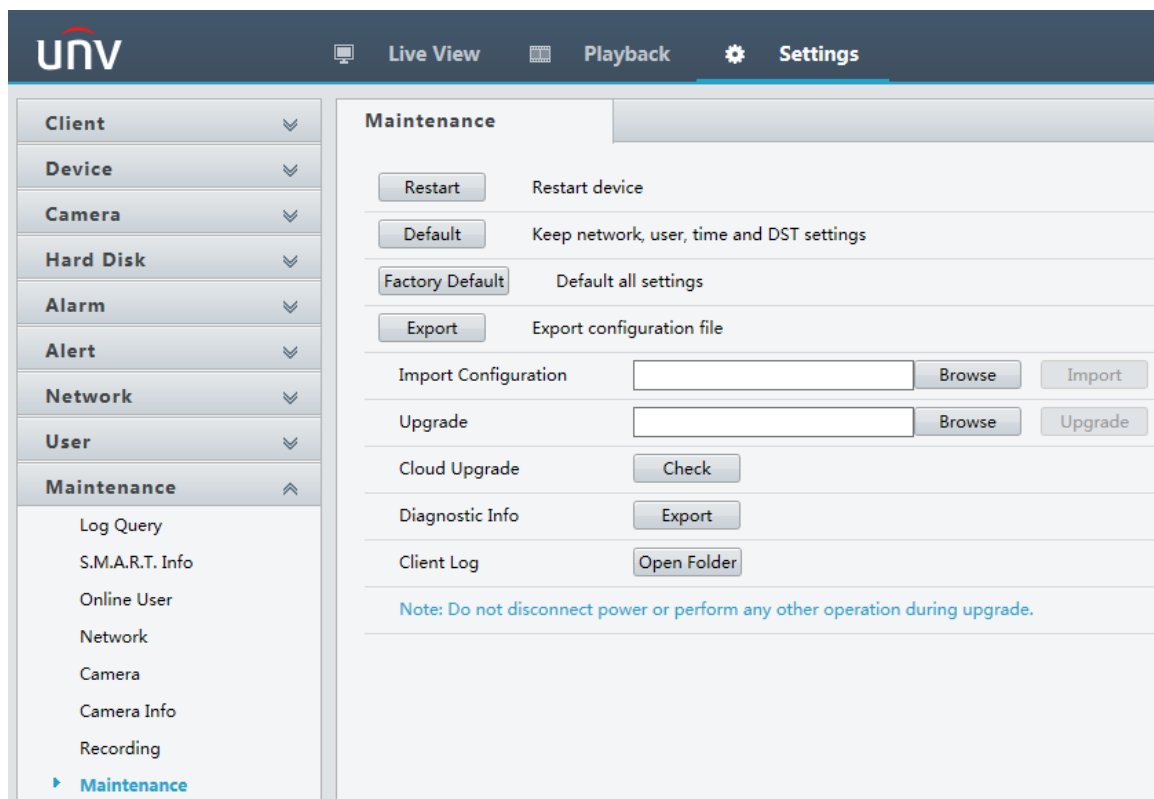 unv
Live View Playback Settings
Client
Device
Camera
Hard Disk
Alarm
Alert
Network
User
Maintenance
Log Query
S.M.A.R.T. Info
Online User
Network
Camera
Camera Info
Recording
Maintenance
Maintenance
Restart Restart device
Default Keep network, user, time and DST settings
Factory Default Default all settings
Export Export configuration file
Import Configuration Browse Import
Upgrade Browse Upgrade
Cloud Upgrade Check
Diagnostic Info Export
Client Log Open Folder
Note: Do not disconnect power or perform any other operation during upgrade.